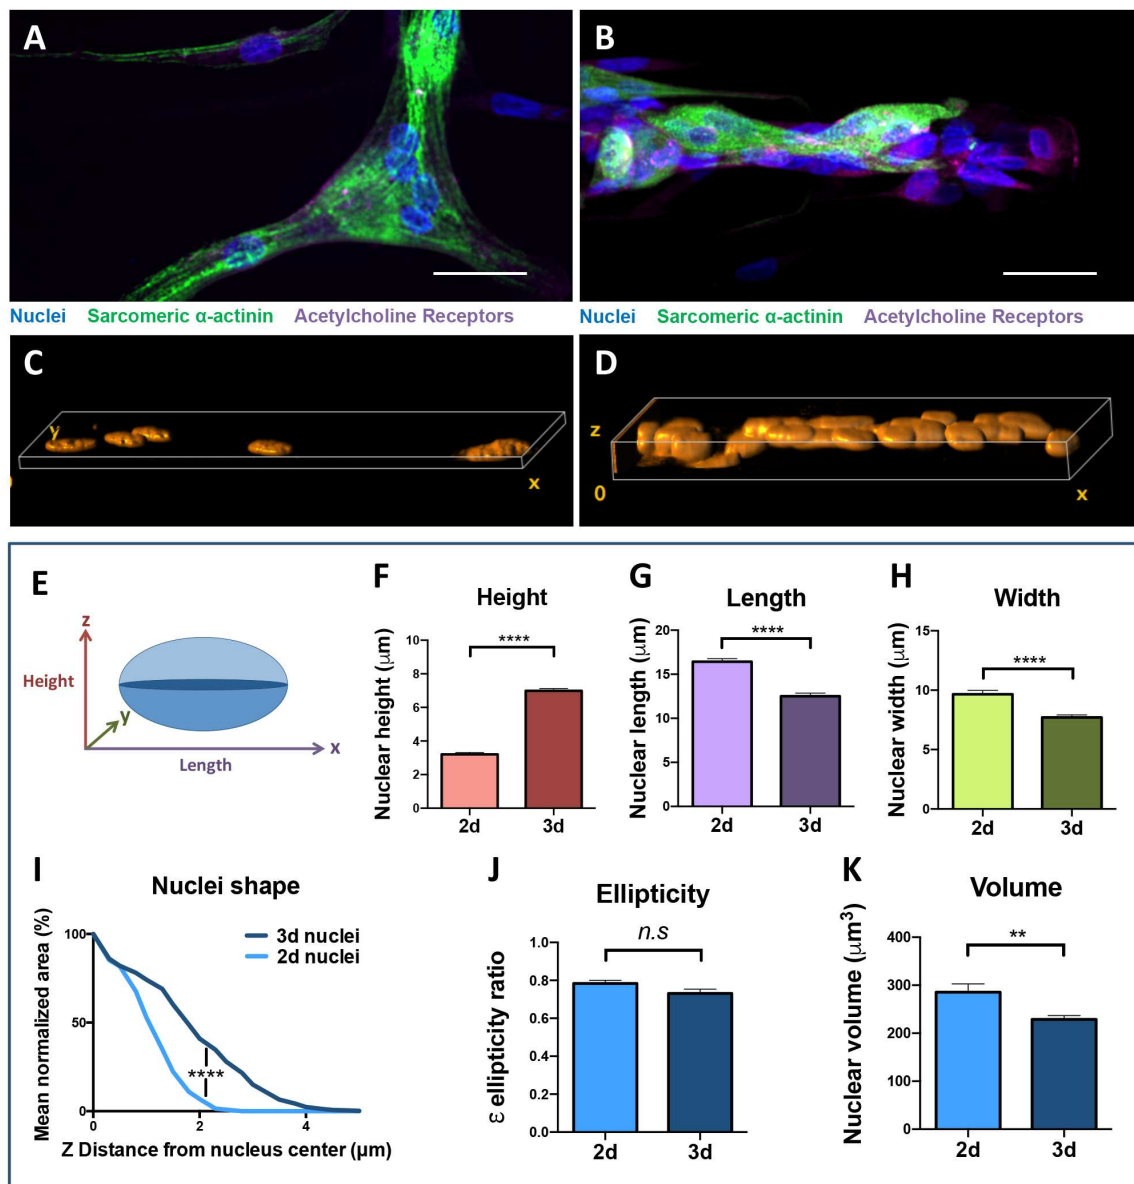 A
B
Nuclei Sarcomeric α-actinin Acetylcholine Receptors
Nuclei Sarcomeric α-actinin Acetylcholine Receptors
C
y
x
D
z
0
x
E
z
Height
y
x
Length
F
Height
Nuclear height (μm)
10
8
6
4
2
0
****
2d 3d
G
Length
Nuclear length (μm)
20
15
10
5
0
****
2d 3d
H
Width
Nuclear width (μm)
15
10
5
0
****
2d 3d
I
Nuclei shape
Mean normalized area (%)
100
50
0
3d nuclei
2d nuclei
****
0 2 4
Z Distance from nucleus center (μm)
J
Ellipticity
ε ellipticity ratio
1.0
0.8
0.6
0.4
0.2
0.0
n.s
2d 3d
K
Volume
Nuclear volume (μm³)
400
300
200
100
0
**
2d 3d